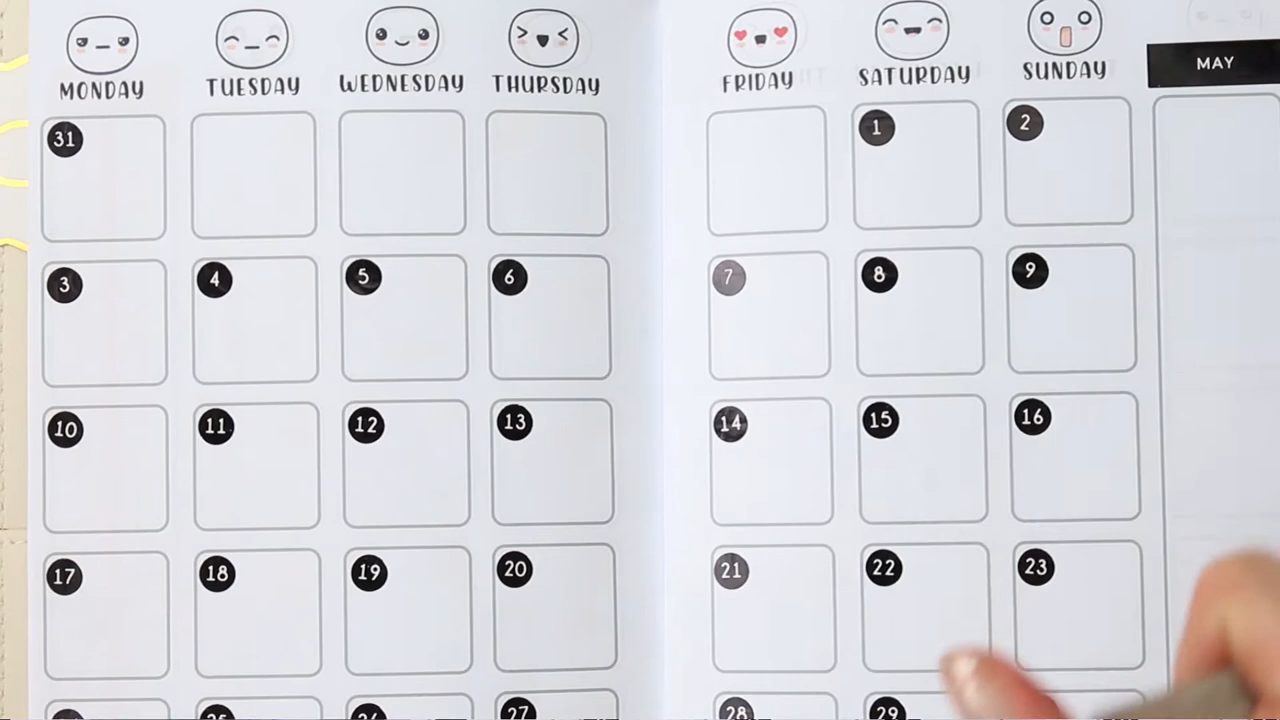 MONDAY TUESDAY WEDNESDAY THURSDAY FRIDAY SATURDAY SUNDAY MAY
31 1 2
3 4 5 6 7 8 9
10 11 12 13 14 15 16
17 18 19 20 21 22 23
27 28 29